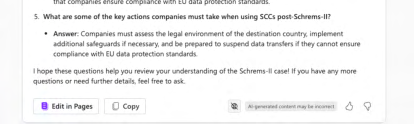 that companies ensure compliance with EU data protection standards.
5. What are some of the key actions companies must take when using SCCs post-Schrems-II?
• Answer: Companies must assess the legal environment of the destination country, implement
additional safeguards if necessary, and be prepared to suspend data transfers if they cannot ensure
compliance with EU data protection standards.
I hope these questions help you review your understanding of the Schrems-II case! If you have any more
questions or need further details, feel free to ask.
Edit in Pages
Copy
AI-generated content may be incorrect